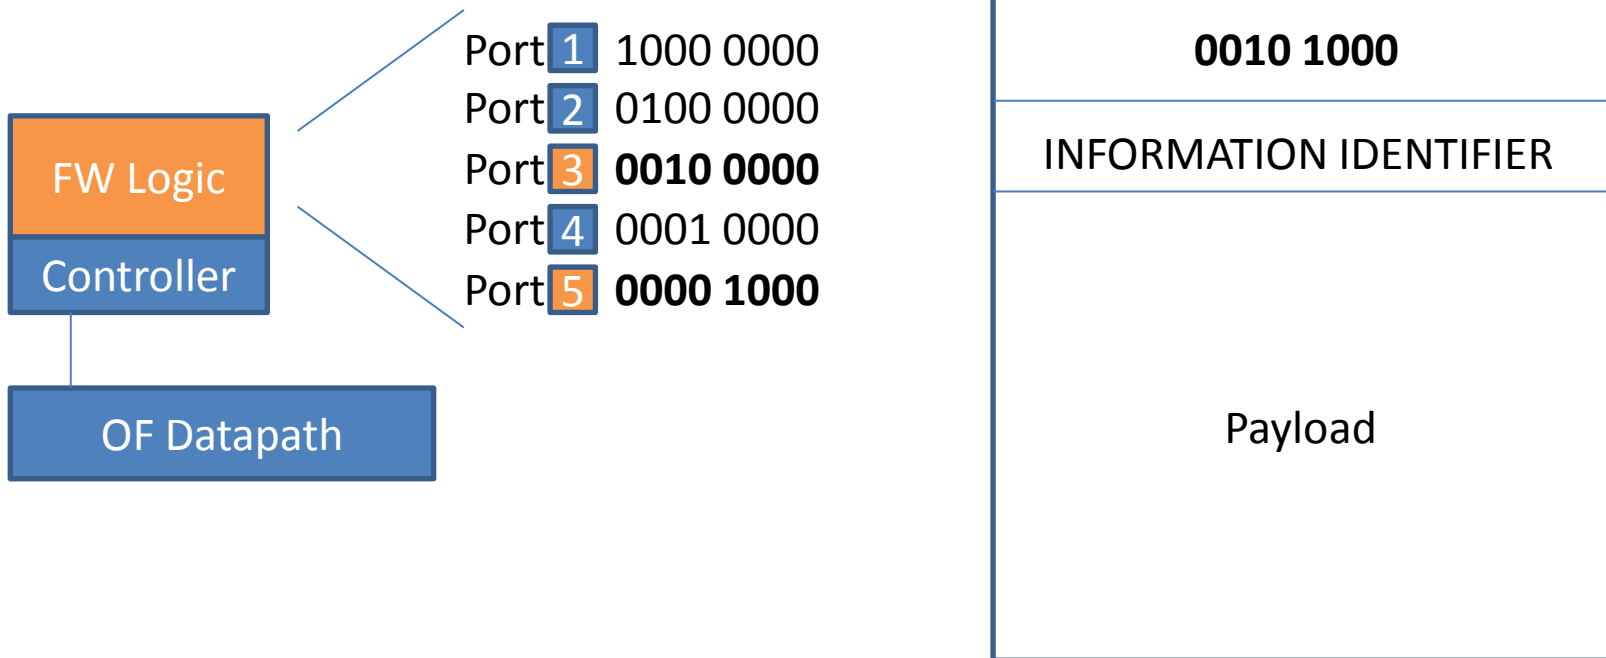 Port 1 1000 0000
Port 2 0100 0000
Port 3 0010 0000
Port 4 0001 0000
Port 5 0000 1000
FW Logic
Controller
OF Datapath
0010 1000
INFORMATION IDENTIFIER
Payload